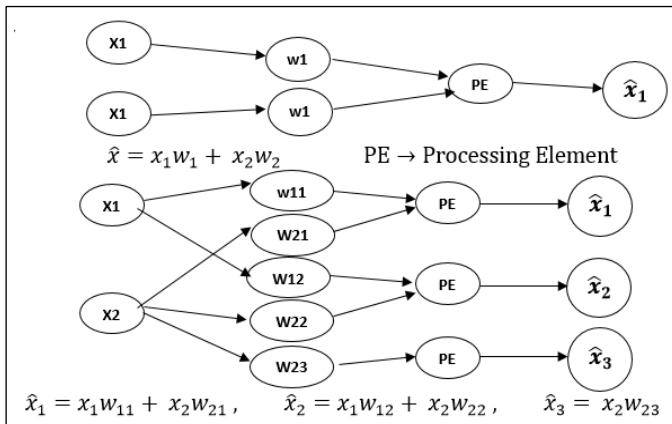 X1
w1
PE
x̂₁
X1
w1
x̂ = x₁w₁ + x₂w₂
PE → Processing Element
X1
w11
PE
x̂₁
W21
W12
PE
x̂₂
X2
W22
W23
PE
x̂₃
x̂₁ = x₁w₁₁ + x₂w₂₁ , x̂₂ = x₁w₁₂ + x₂w₂₂ , x̂₃ = x₂w₂₃